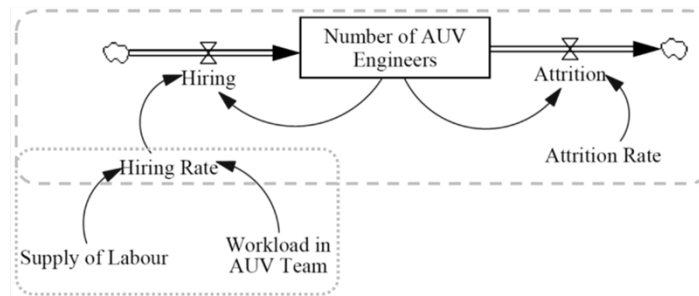 Number of AUV
Engineers
Hiring
Attrition
Hiring Rate
Attrition Rate
Supply of Labour
Workload in
AUV Team